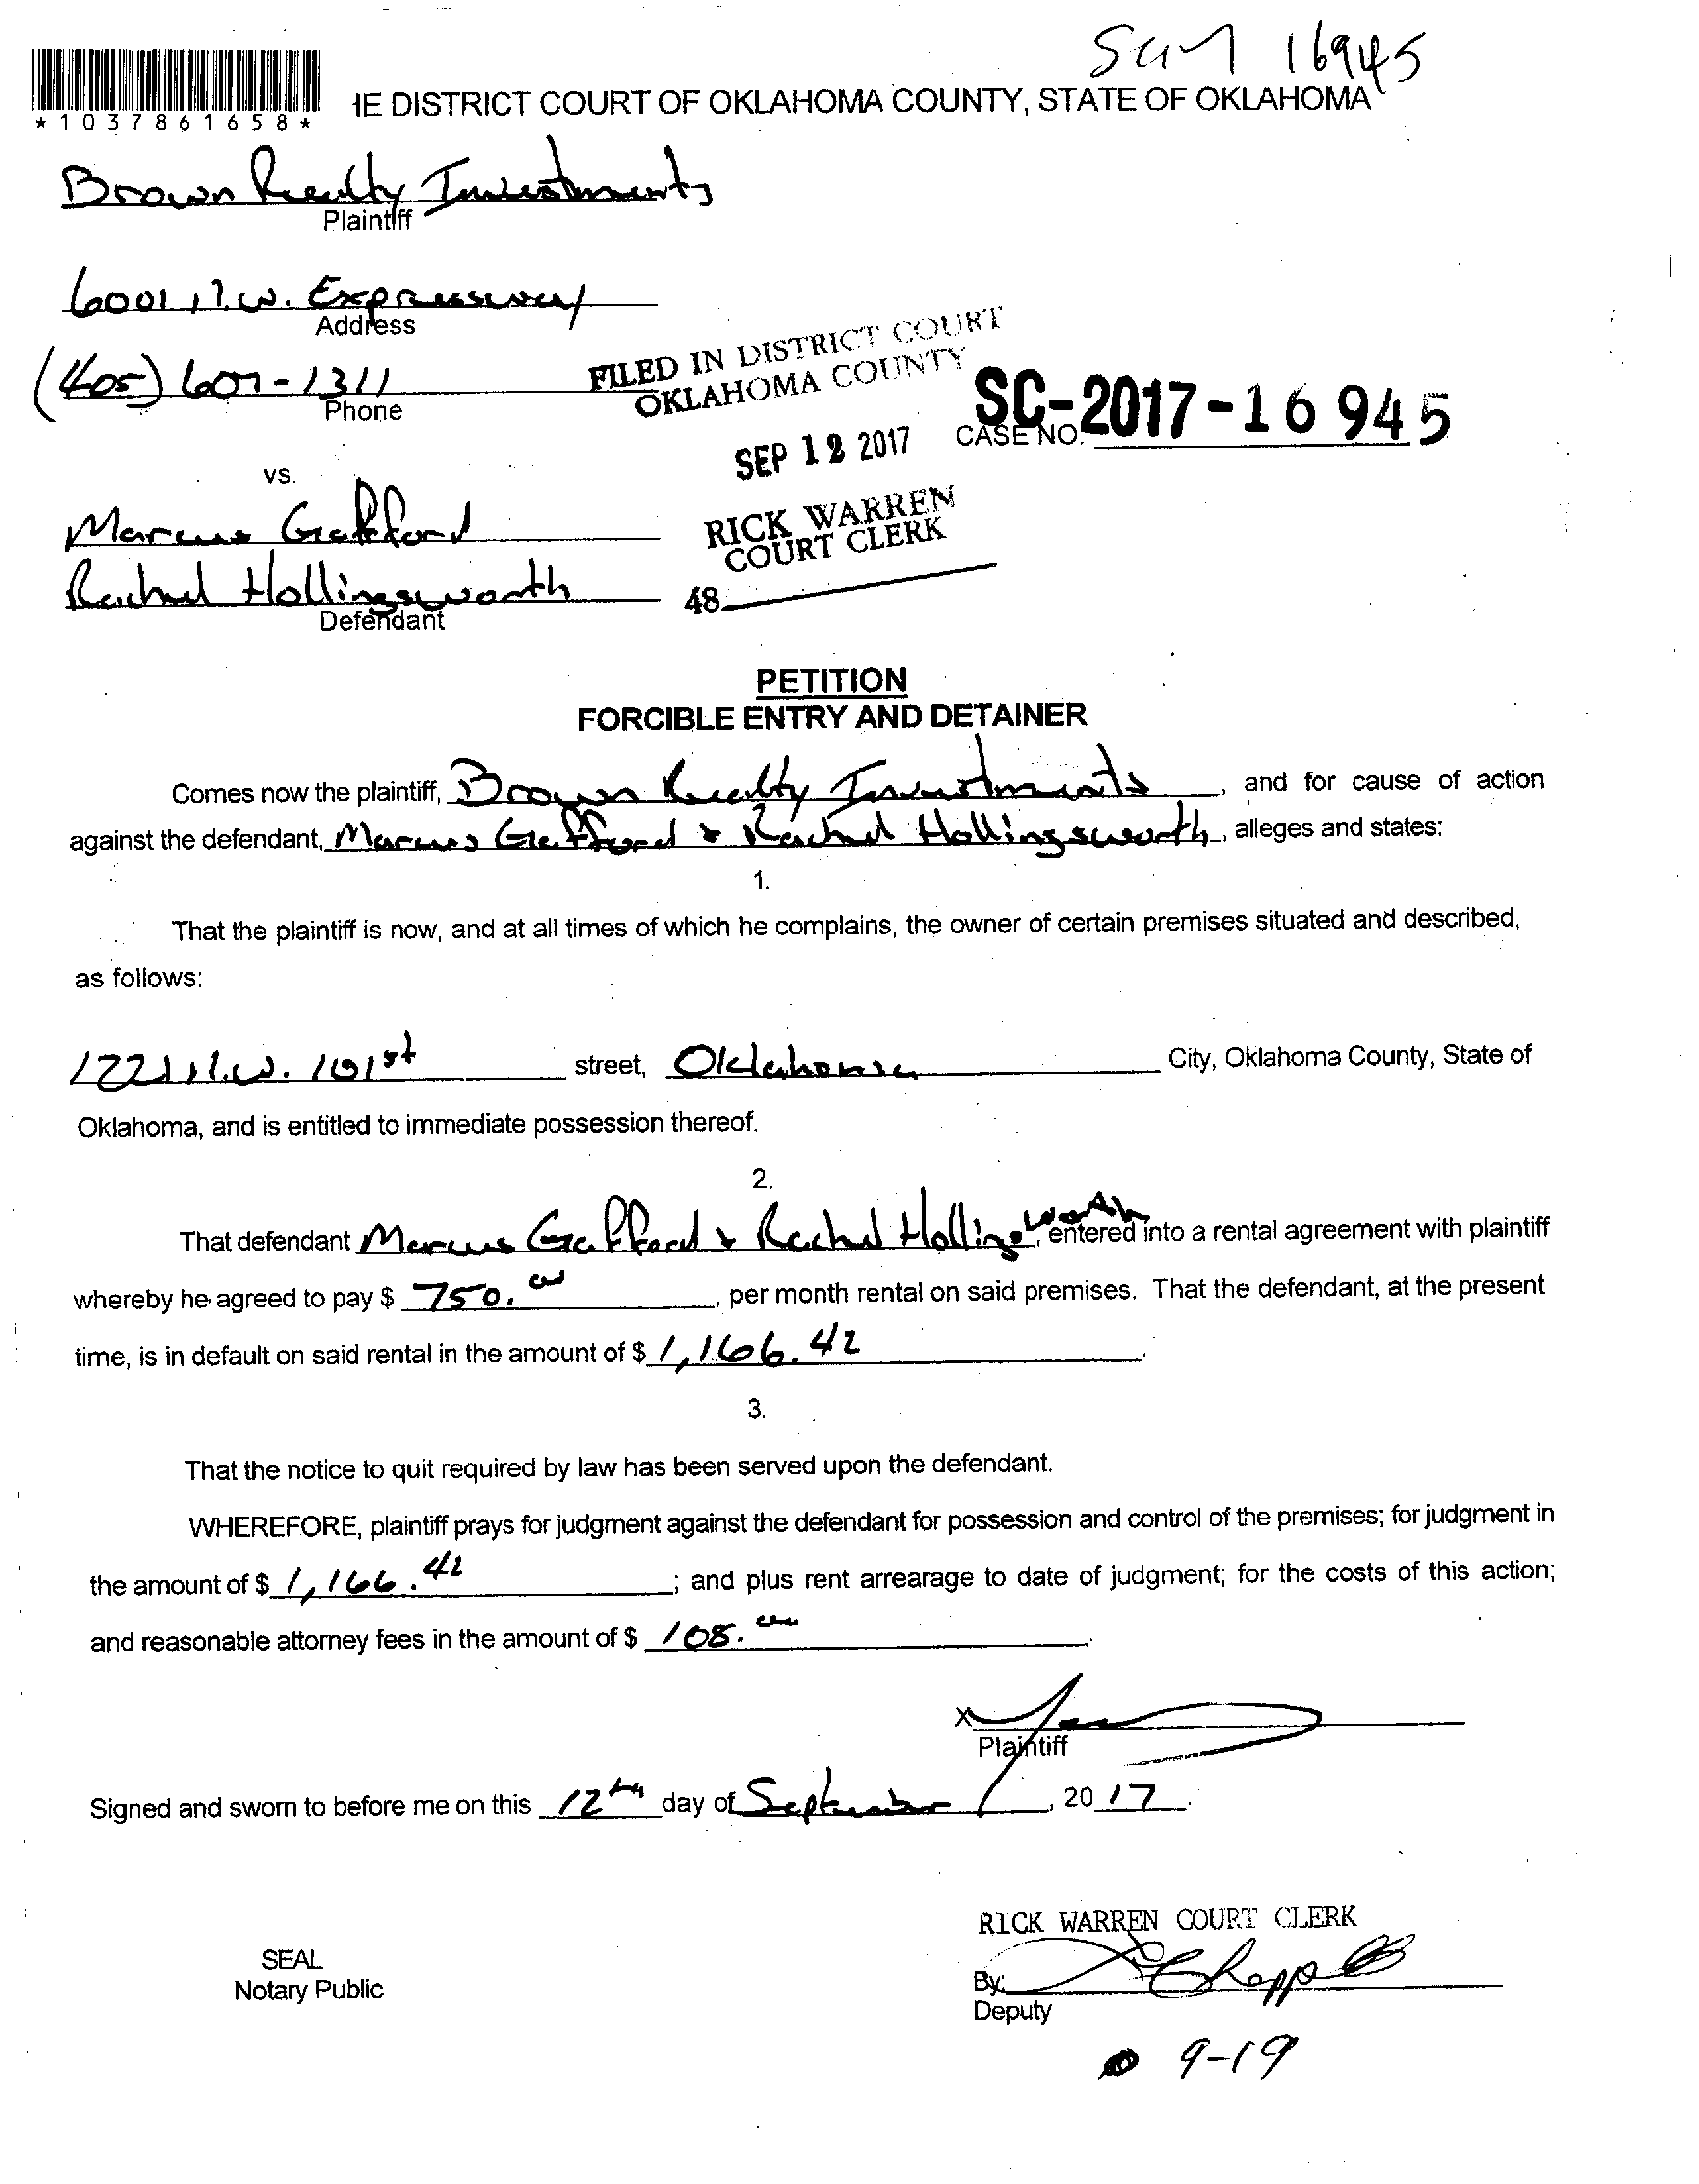 16945
*1037861658*
IE DISTRICT COURT OF OKLAHOMA COUNTY, STATE OF OKLAHOMA
Brown Realty Investments
Plaintiff
6001 N.W. Expressway
Address
(405) 607-1311
Phone
FILED IN DISTRICT COURT
OKLAHOMA COUNTY
SC-2017-16945
CASE NO.
SEP 12 2017
vs.
RICK WARREN
COURT CLERK
Marcus Gafford
Rachel Hollingsworth
48
Defendant
PETITION
FORCIBLE ENTRY AND DETAINER
Comes now the plaintiff, Brown Realty Investments, and for cause of action
against the defendant, Marcus Gafford & Rachel Hollingsworth, alleges and states:
1.
That the plaintiff is now, and at all times of which he complains, the owner of certain premises situated and described,
as follows:
1221 N.W. 101st street, Oklahoma City, Oklahoma County, State of
Oklahoma, and is entitled to immediate possession thereof.
2.
That defendant Marcus Gafford & Rachel Hollingsworth, entered into a rental agreement with plaintiff
whereby he agreed to pay $ 750.00, per month rental on said premises. That the defendant, at the present
time, is in default on said rental in the amount of $ 1,166.42.
3.
That the notice to quit required by law has been served upon the defendant.
WHEREFORE, plaintiff prays for judgment against the defendant for possession and control of the premises; for judgment in
the amount of $ 1,166.42; and plus rent arrearage to date of judgment; for the costs of this action;
and reasonable attorney fees in the amount of $ 108.00.
X
Plaintiff
Signed and sworn to before me on this 12th day of September, 2017.
RICK WARREN COURT CLERK
SEAL
Notary Public
By:
Deputy
9-19